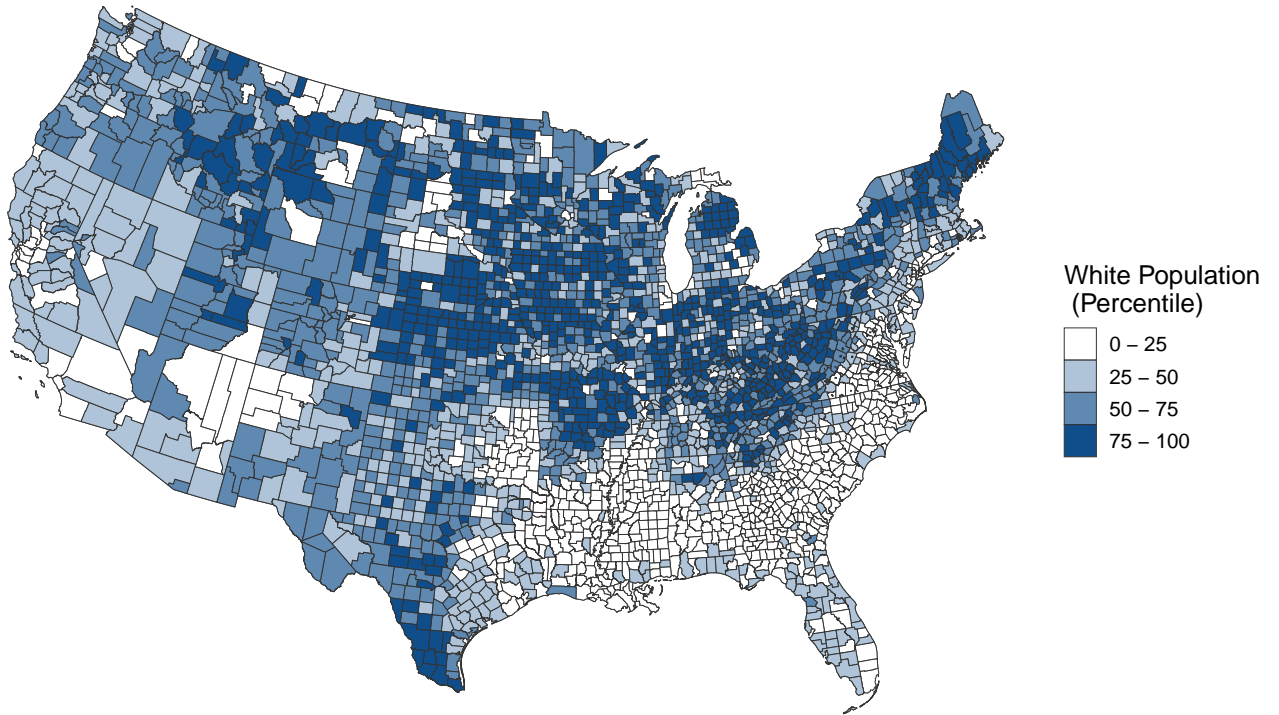 White Population
(Percentile)
0 – 25
25 – 50
50 – 75
75 – 100